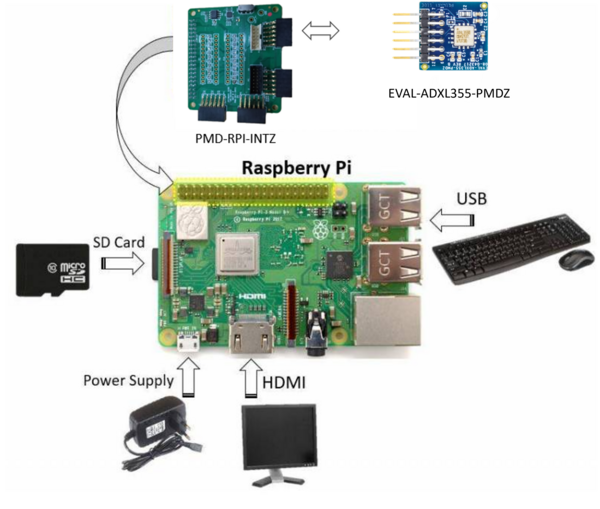 PMD-RPI-INTZ
EVAL-ADXL355-PMDZ
Raspberry Pi
USB
GCT
GCT
SD Card
10
micro
SD
HC
HDMI
Power Supply
HDMI